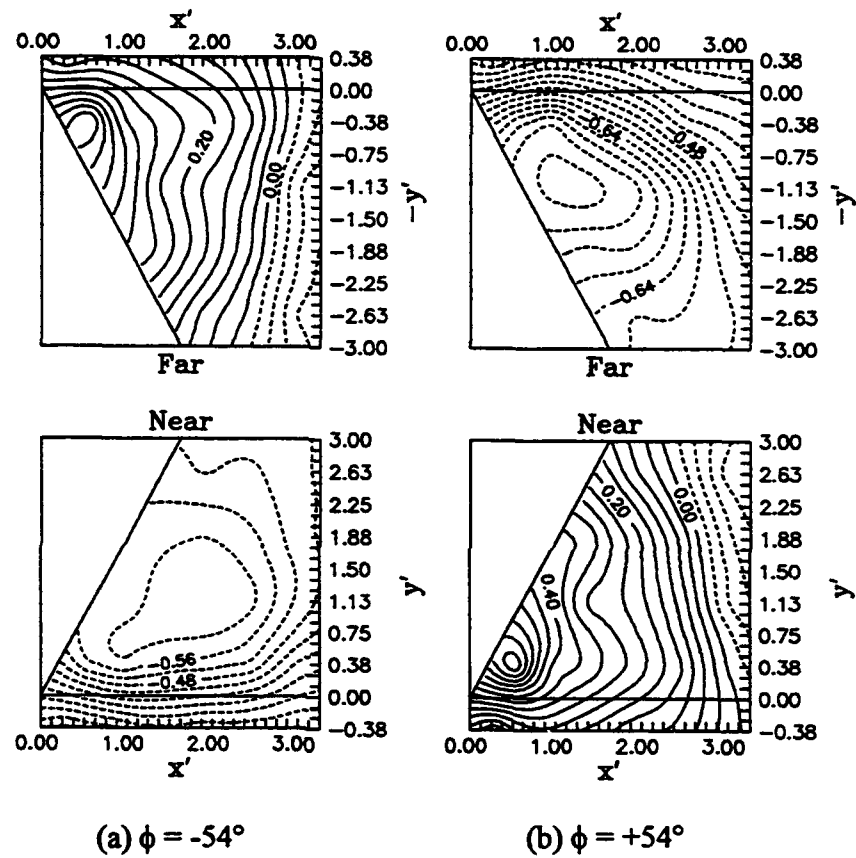 x′
0.00 1.00 2.00 3.00
0.38
0.00
−0.38
−0.75
−1.13
−1.50
−1.88
−2.25
−2.63
−3.00
−y′
0.20
0.00
Far
x′
0.00 1.00 2.00 3.00
0.38
0.00
−0.38
−0.75
−1.13
−1.50
−1.88
−2.25
−2.63
−3.00
−y′
−0.64
−0.48
−0.64
Far
Near
3.00
2.63
2.25
1.88
1.50
1.13
0.75
0.38
0.00
−0.38
y′
−0.56
−0.48
0.00 1.00 2.00 3.00
x′
Near
3.00
2.63
2.25
1.88
1.50
1.13
0.75
0.38
0.00
−0.38
y′
0.20
0.00
0.40
0.00 1.00 2.00 3.00
x′
(a) ϕ = -54°
(b) ϕ = +54°